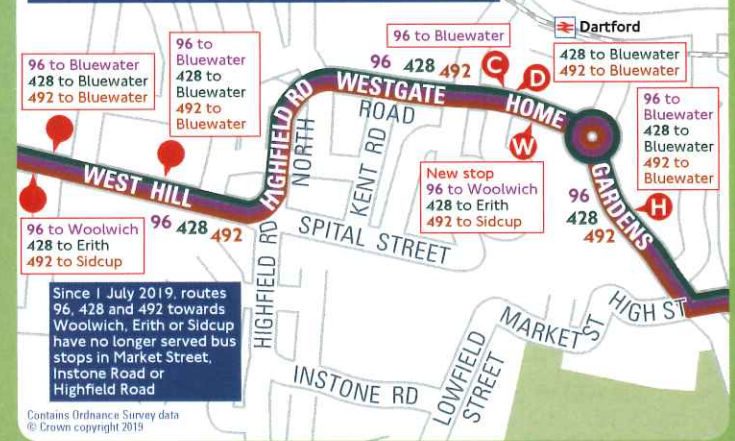 Dartford
96 to Bluewater
96 to Bluewater
428 to Bluewater
492 to Bluewater
96 to
Bluewater
428 to
Bluewater
492 to
Bluewater
428 to Bluewater
492 to Bluewater
96 428 492
C
D
WESTGATE
ROAD
HOME
GARDENS
W
96 to
Bluewater
428 to
Bluewater
492 to
Bluewater
HIGHFIELD RD
NORTH
KENT RD
New stop
96 to Woolwich
428 to Erith
492 to Sidcup
96
428
492
H
WEST HILL
96 428 492
96 to Woolwich
428 to Erith
492 to Sidcup
SPITAL STREET
HIGHFIELD RD
Since 1 July 2019, routes
96, 428 and 492 towards
Woolwich, Erith or Sidcup
have no longer served bus
stops in Market Street,
Instone Road or
Highfield Road
HIGH ST
MARKET ST
LOWFIELD
STREET
INSTONE RD
Contains Ordnance Survey data
© Crown copyright 2019